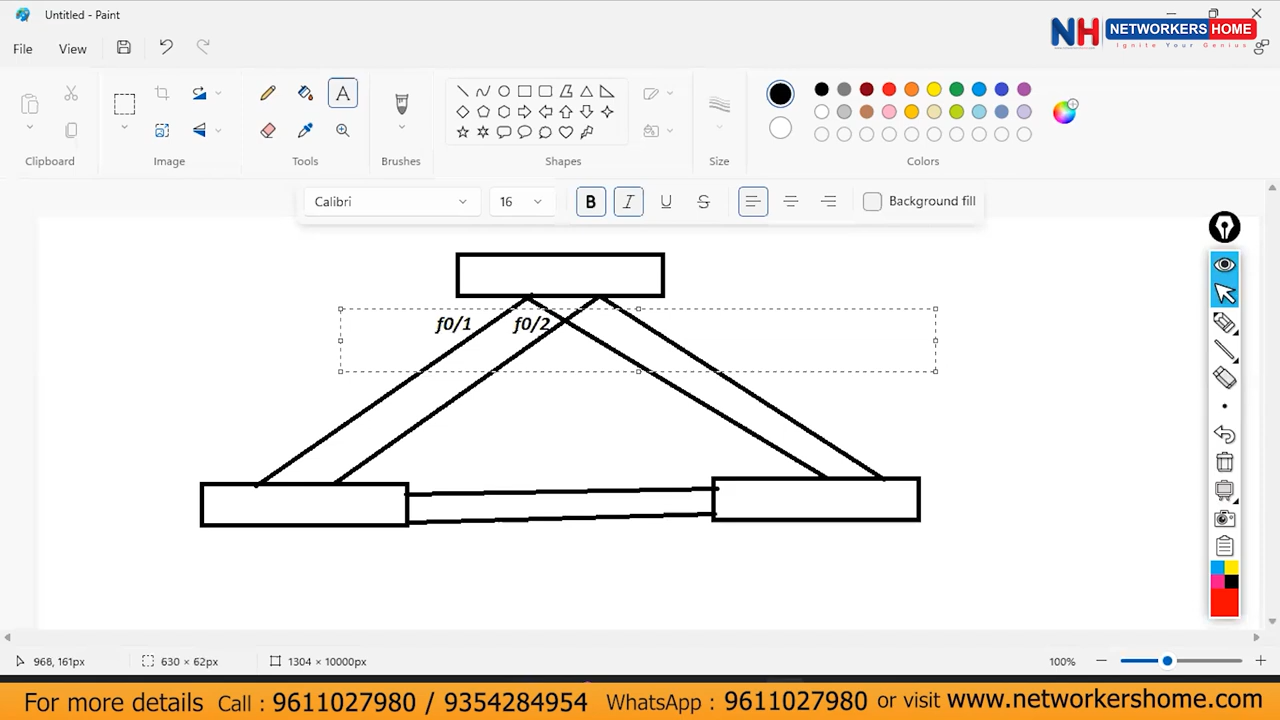 Untitled - Paint
NH NETWORKERS HOME
Ignite Your Genius
File View
A
Clipboard Image Tools Brushes Shapes Size Colors
Calibri 16 B I U S Background fill
f0/1 f0/2
968, 161px 630 × 62px 1304 × 10000px 100%
For more details Call : 9611027980 / 9354284954 WhatsApp : 9611027980 or visit www.networkershome.com